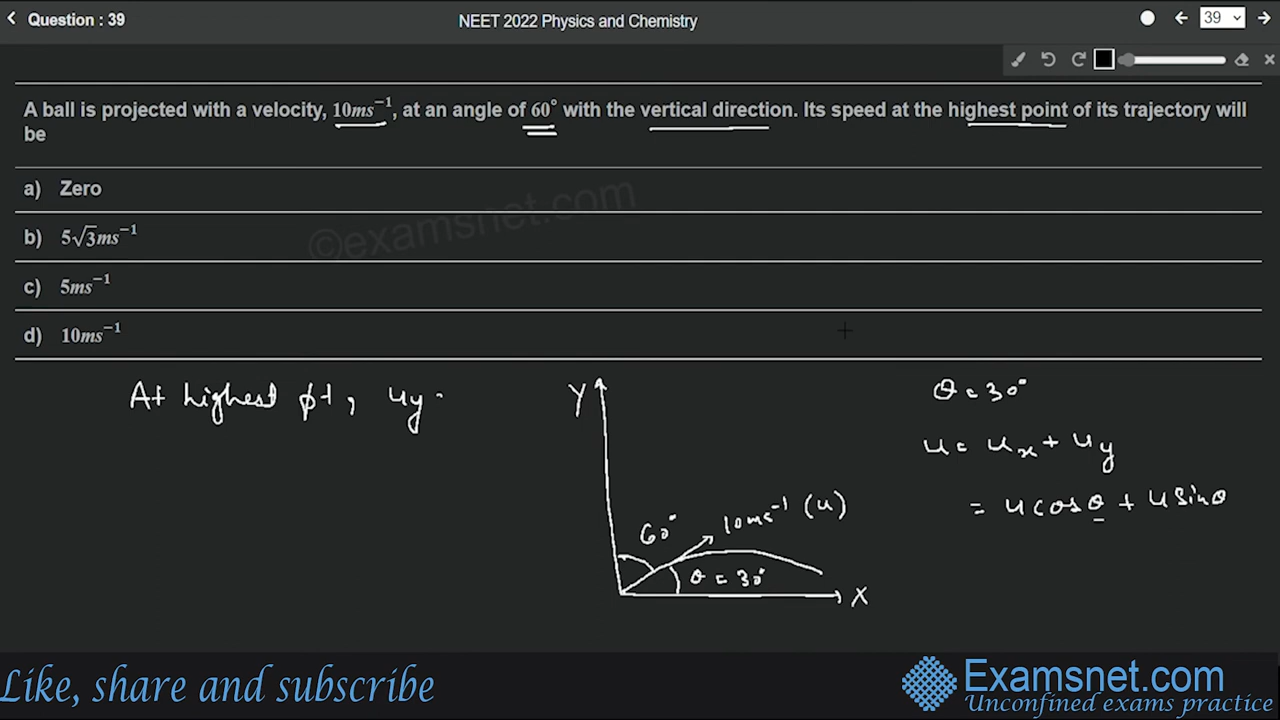 Question : 39
NEET 2022 Physics and Chemistry
39
A ball is projected with a velocity, 10ms⁻¹, at an angle of 60° with the vertical direction. Its speed at the highest point of its trajectory will
be
a) Zero
©examsnet.com
b) 5√3ms⁻¹
c) 5ms⁻¹
d) 10ms⁻¹
At highest pt, uy
Y
θ = 30°
u = ux + uy
= u cosθ + u sinθ
10ms⁻¹ (u)
60°
θ = 30°
X
Like, share and subscribe
Examsnet.com
Unconfined exams practice